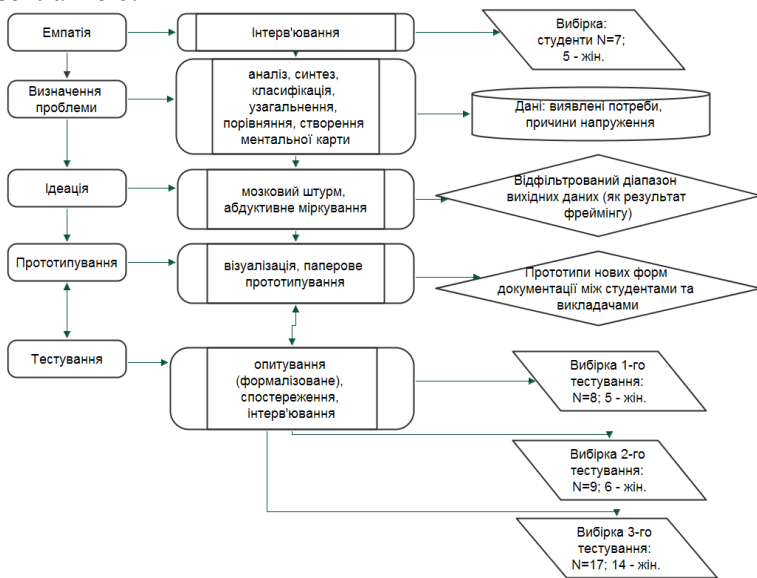 Емпатія
Інтерв'ювання
Вибірка:
студенти N=7;
5 - жін.
Визначення
проблеми
аналіз, синтез,
класифікація,
узагальнення,
порівняння, створення
ментальної карти
Дані: виявлені потреби,
причини напруження
Ідеація
мозковий штурм,
абдуктивне міркування
Відфільтрований діапазон
вихідних даних (як результат
фреймінгу)
Прототипування
візуалізація, паперове
прототипування
Прототипи нових форм
документації між студентами та
викладачами
Тестування
опитування
(формалізоване),
спостереження,
інтерв'ювання
Вибірка 1-го
тестування:
N=8; 5 - жін.
Вибірка 2-го
тестування:
N=9; 6 - жін.
Вибірка 3-го
тестування:
N=17; 14 - жін.